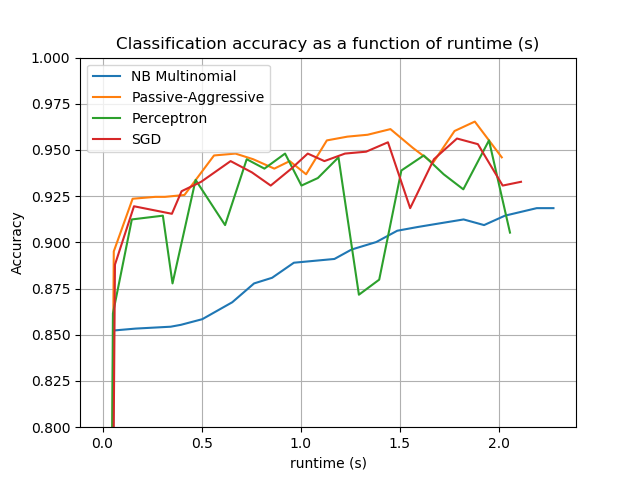 Classification accuracy as a function of runtime (s)
1.000
0.975
0.950
0.925
0.900
0.875
0.850
0.825
0.800
Accuracy
NB Multinomial
Passive-Aggressive
Perceptron
SGD
0.0 0.5 1.0 1.5 2.0
runtime (s)